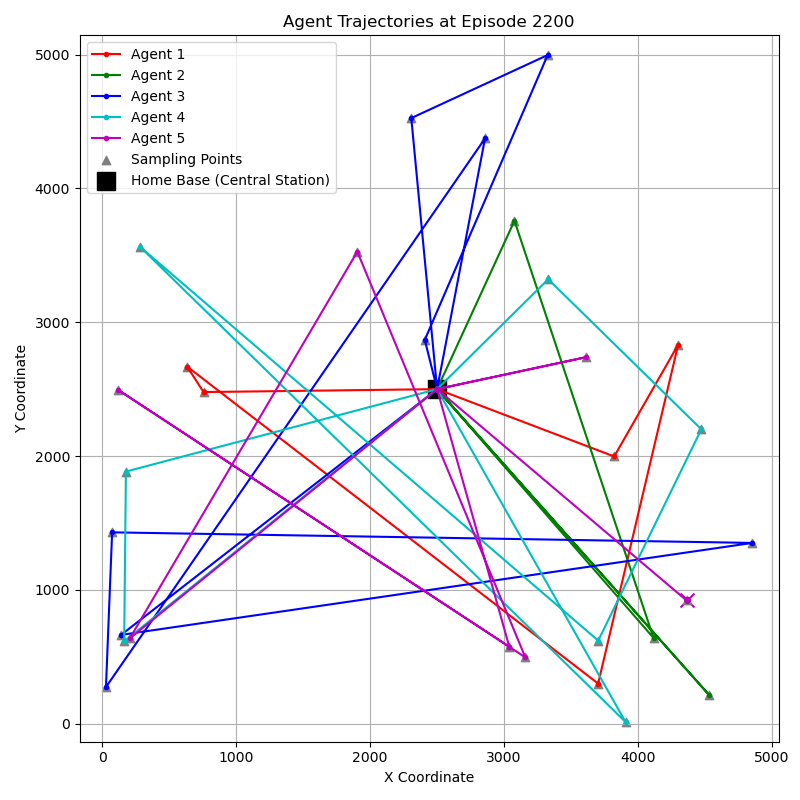 Agent Trajectories at Episode 2200
Agent 1
Agent 2
Agent 3
Agent 4
Agent 5
Sampling Points
Home Base (Central Station)
Y Coordinate
5000
4000
3000
2000
1000
0
0 1000 2000 3000 4000 5000
X Coordinate